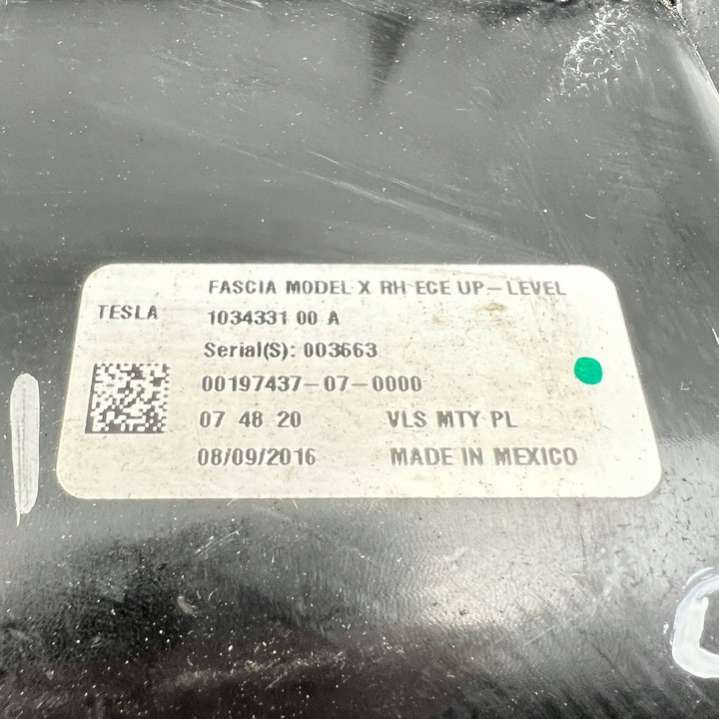 FASCIA MODEL X RH ECE UP-LEVEL
TESLA
1034331 00 A
Serial(S): 003663
00197437-07-0000
07 48 20 VLS MTY PL
08/09/2016 MADE IN MEXICO